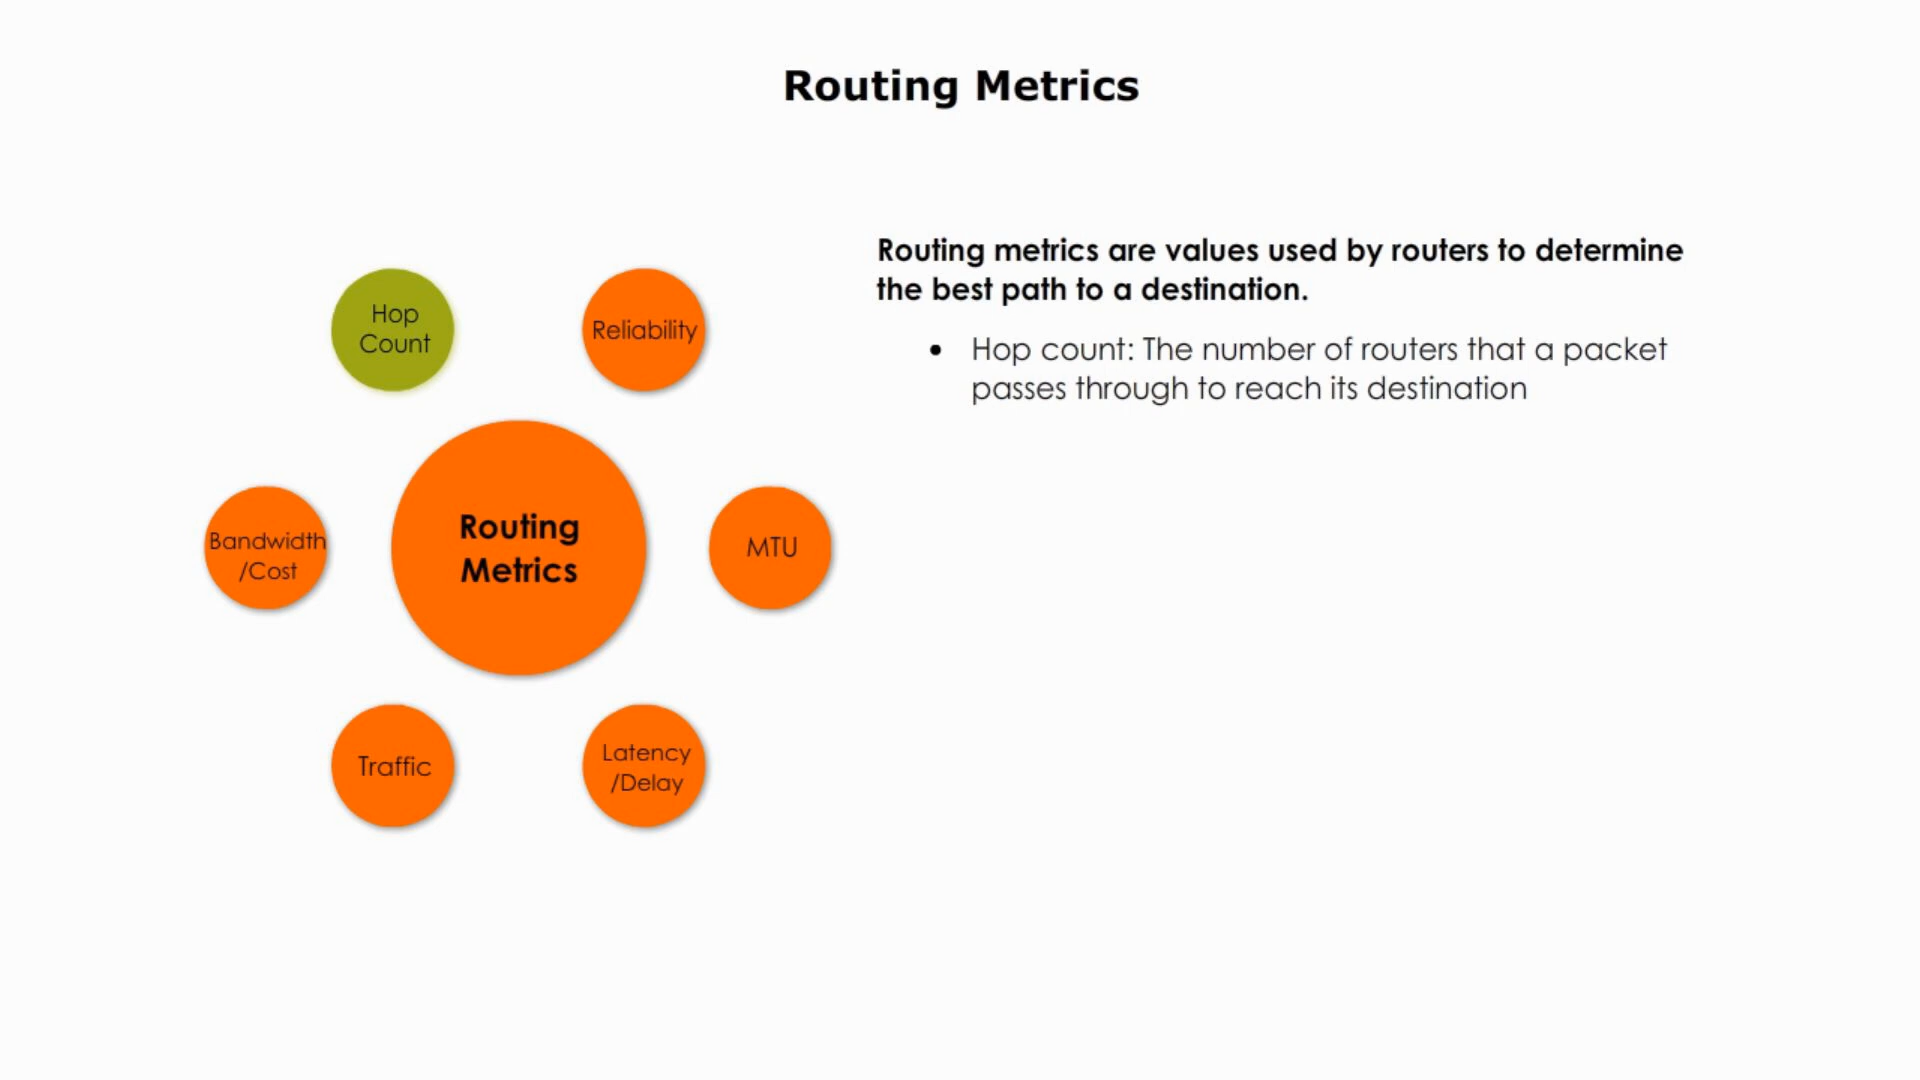 Routing Metrics
Hop
Count
Reliability
Bandwidth
/Cost
Routing
Metrics
MTU
Traffic
Latency
/Delay
Routing metrics are values used by routers to determine
the best path to a destination.
• Hop count: The number of routers that a packet
passes through to reach its destination